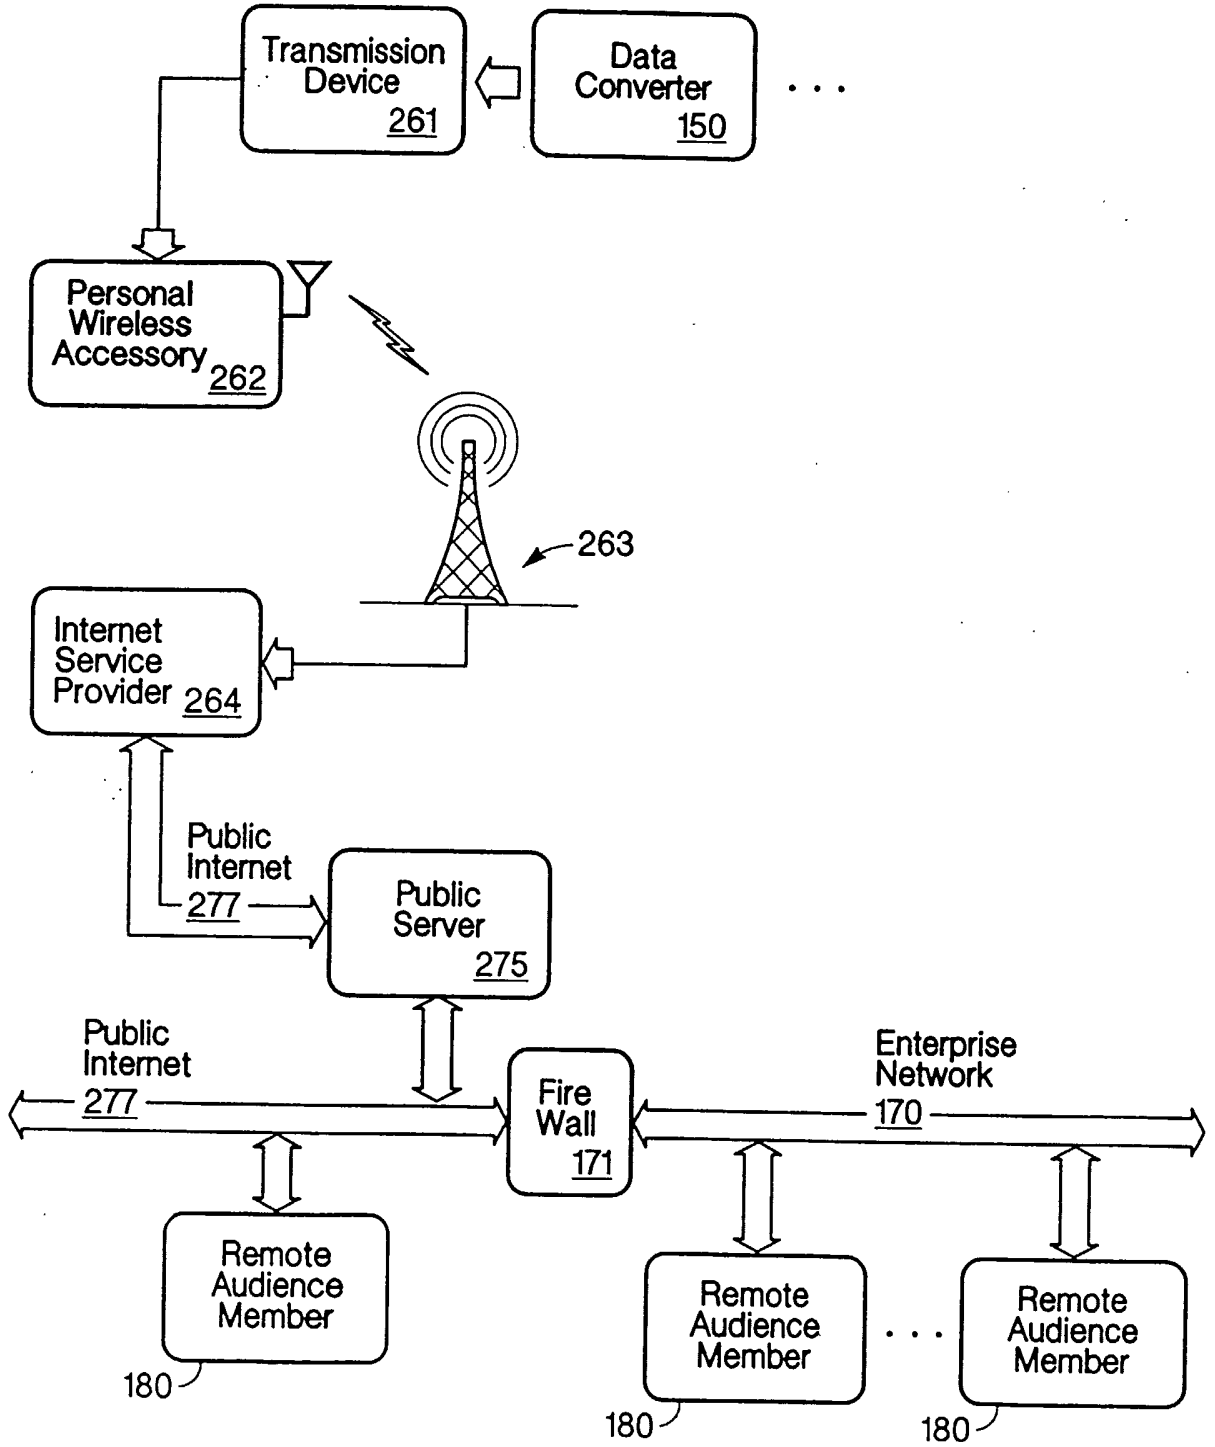 Transmission
Device
261
Data
Converter
150
. . .
Personal
Wireless
Accessory
262
263
Internet
Service
Provider
264
Public
Internet
277
Public
Server
275
Public
Internet
277
Fire
Wall
171
Enterprise
Network
170
Remote
Audience
Member
180
Remote
Audience
Member
180
. . .
Remote
Audience
Member
180